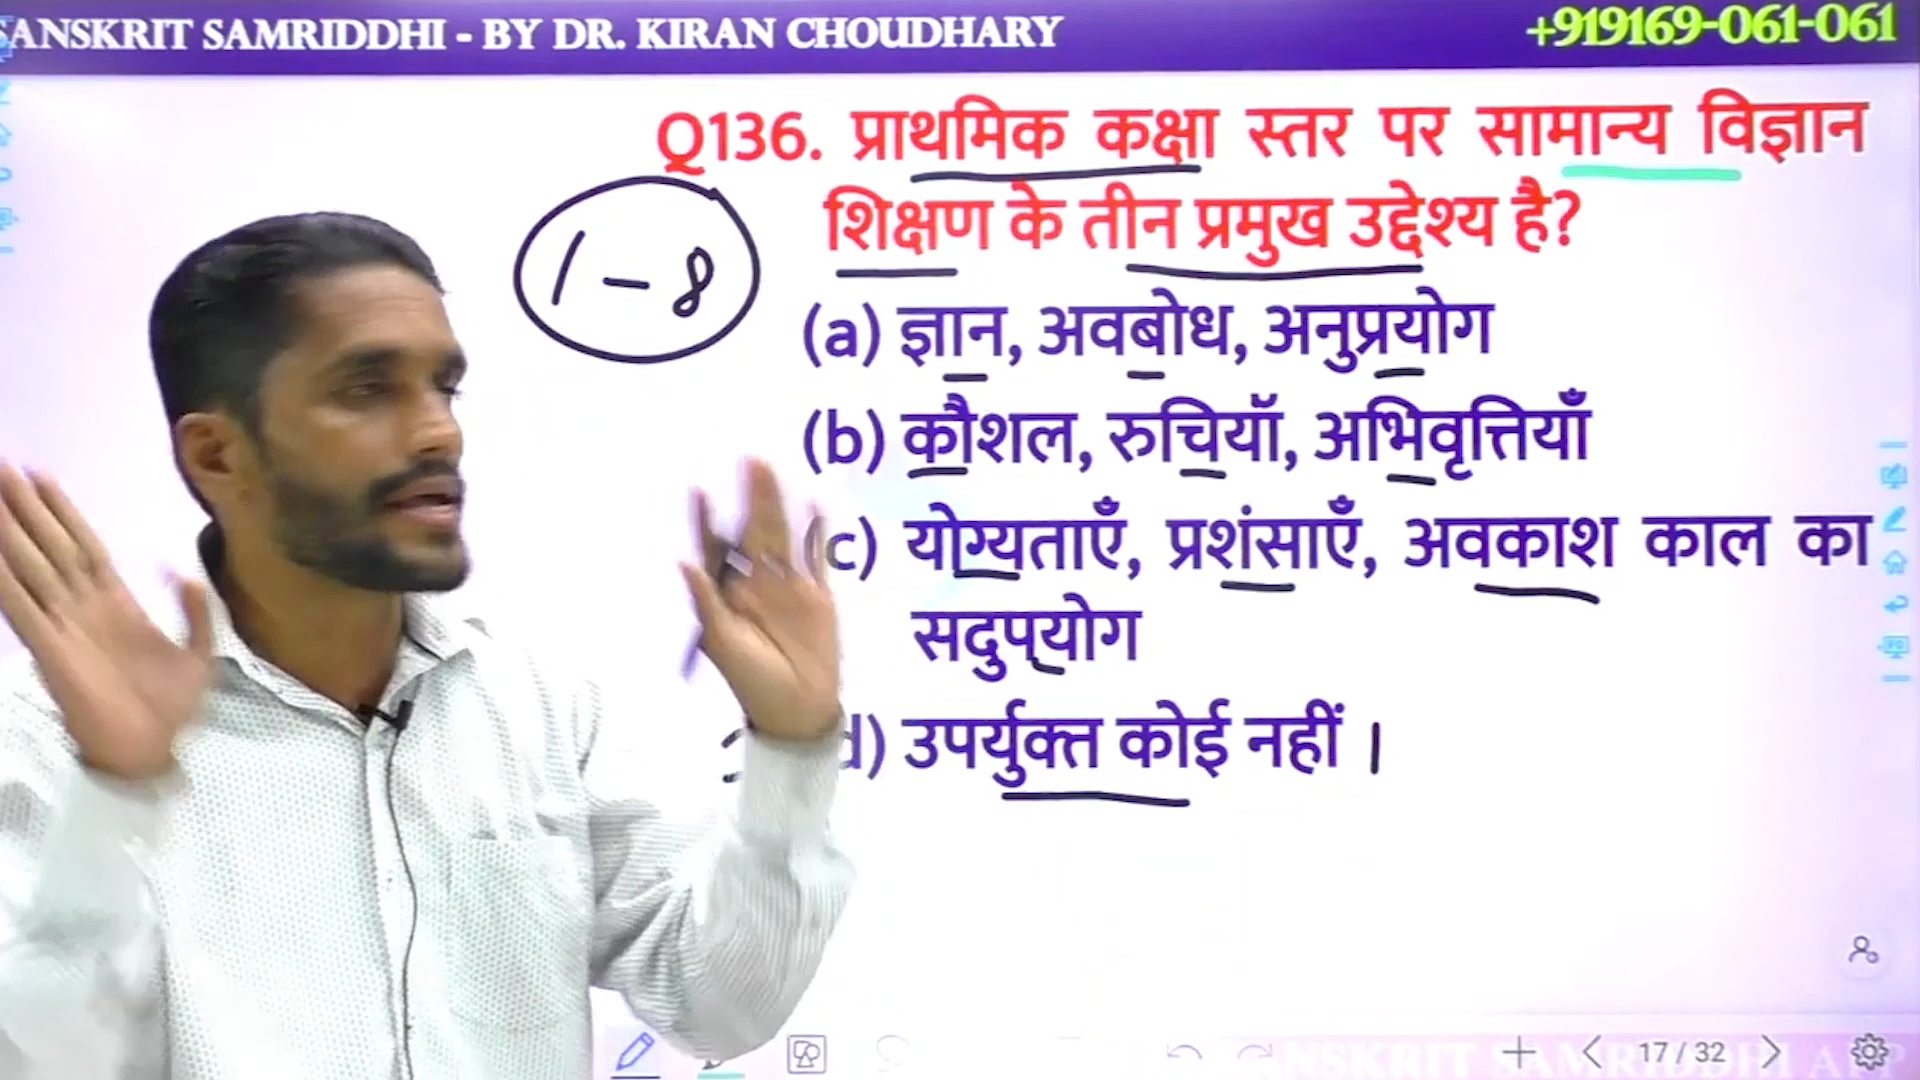 SANSKRIT SAMRIDDHI - BY DR. KIRAN CHOUDHARY
+919169-061-061
Q136. प्राथमिक कक्षा स्तर पर सामान्य विज्ञान
शिक्षण के तीन प्रमुख उद्देश्य है?
1 - 8
(a) ज्ञान, अवबोध, अनुप्रयोग
(b) कौशल, रुचियॉ, अभिवृत्तियाँ
(c) योग्यताएँ, प्रशंसाएँ, अवकाश काल का
सदुप्योग
d) उपर्युक्त कोई नहीं ।
17 / 32